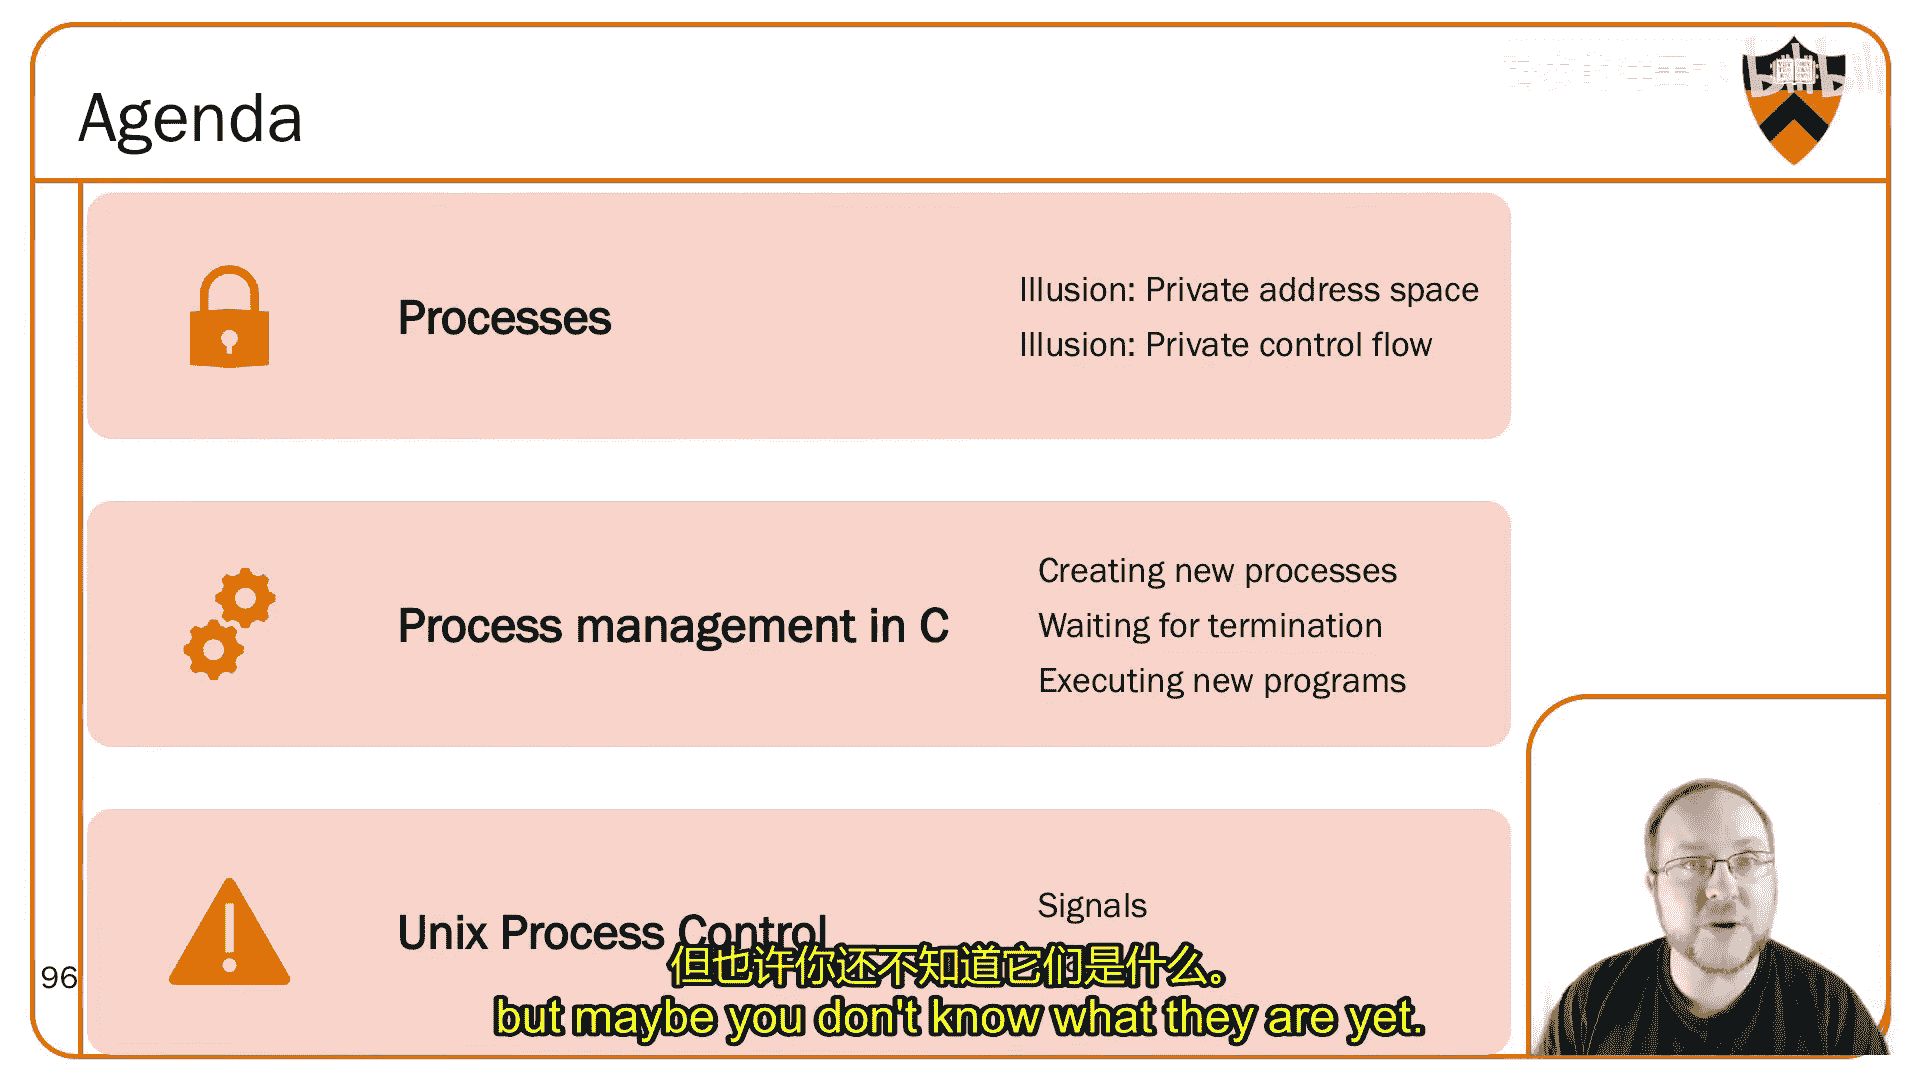 Agenda
Processes
Illusion: Private address space
Illusion: Private control flow
Process management in C
Creating new processes
Waiting for termination
Executing new programs
Unix Process Control
Signals
96
但也许你还不知道它们是什么。
but maybe you don't know what they are yet.